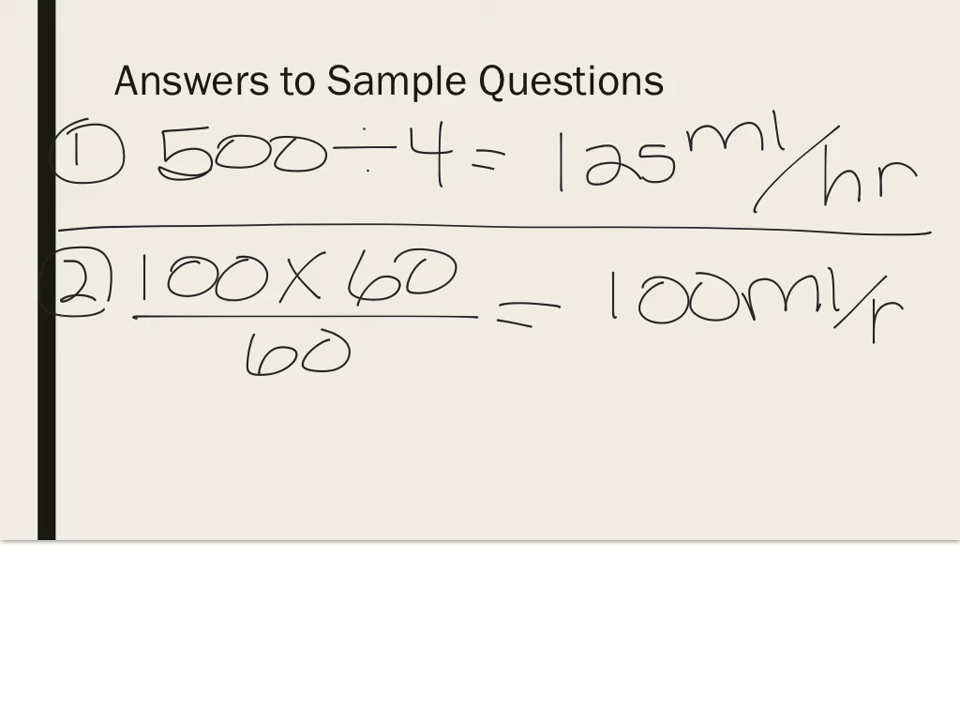 Answers to Sample Questions
① 500 ÷ 4 = 125 ml/hr
② 100 x 60
60
= 100 ml/r